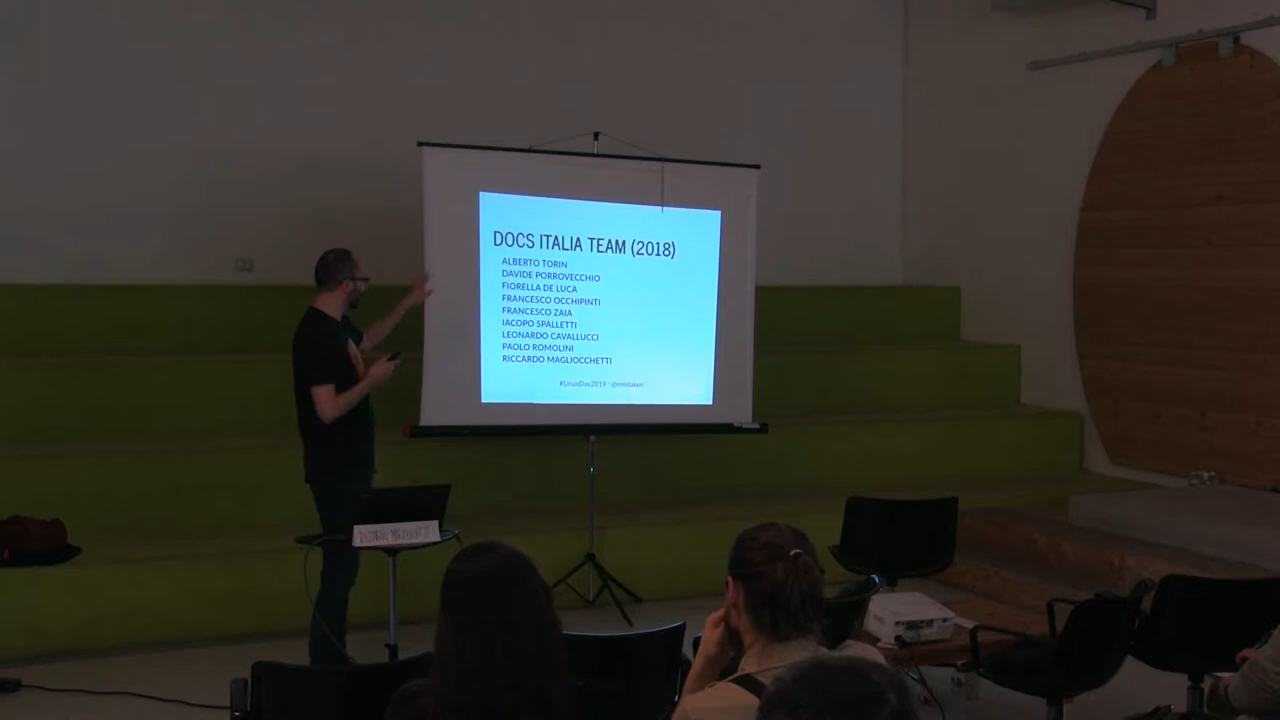 DOCS ITALIA TEAM (2018)
ALBERTO TORIN
DAVIDE PORROVECCHIO
FIORELLA DE LUCA
FRANCESCO OCCHIPINTI
FRANCESCO ZAIA
IACOPO SPALLETTI
LEONARDO CAVALLUCCI
PAOLO ROMOLINI
RICCARDO MAGLIOCCHETTI
#LinuxDay2019 - @rmistaken